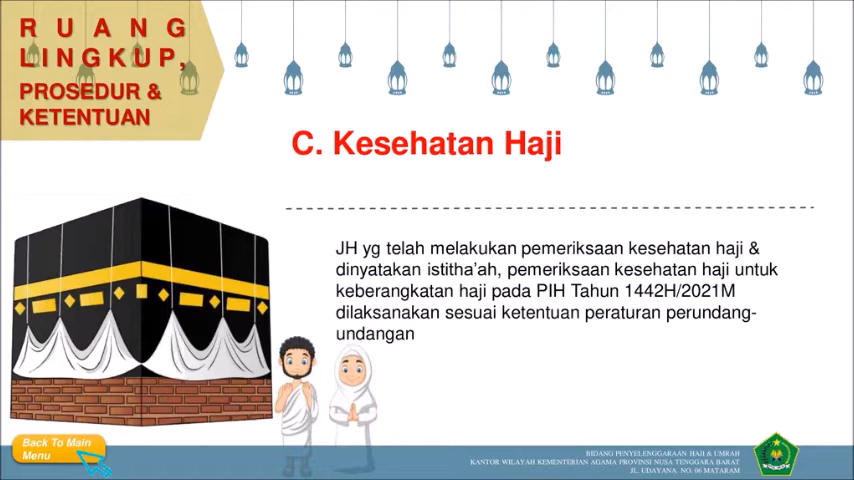 R U A N G
L I N G K U P ,
PROSEDUR &
KETENTUAN
C. Kesehatan Haji
JH yg telah melakukan pemeriksaan kesehatan haji &
dinyatakan istitha'ah, pemeriksaan kesehatan haji untuk
keberangkatan haji pada PIH Tahun 1442H/2021M
dilaksanakan sesuai ketentuan peraturan perundang-
undangan
Back To Main
Menu
BIDANG PENYELENGGARAAN HAJI & UMRAH
KANTOR WILAYAH KEMENTERIAN AGAMA PROVINSI NUSA TENGGARA BARAT
JL. UDAYANA NO. 06 MATARAM